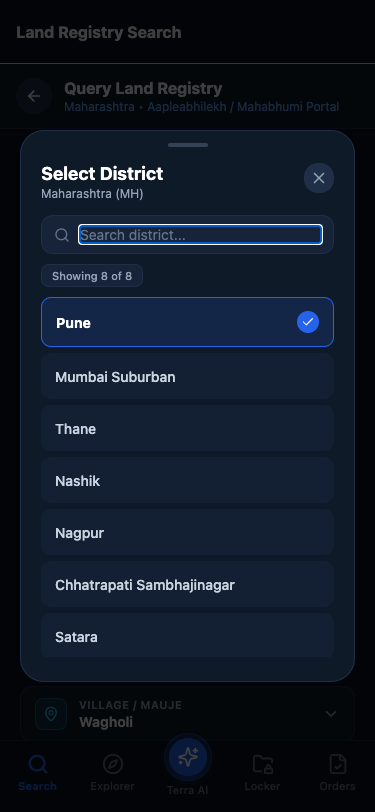 Land Registry Search
Query Land Registry
Maharashtra • Aapleabhilekh / Mahabhumi Portal
Select District
Maharashtra (MH)
Search district...
Showing 8 of 8
Pune
Mumbai Suburban
Thane
Nashik
Nagpur
Chhatrapati Sambhajinagar
Satara
VILLAGE / MAUJE
Wagholi
Search
Explorer
Terra AI
Locker
Orders